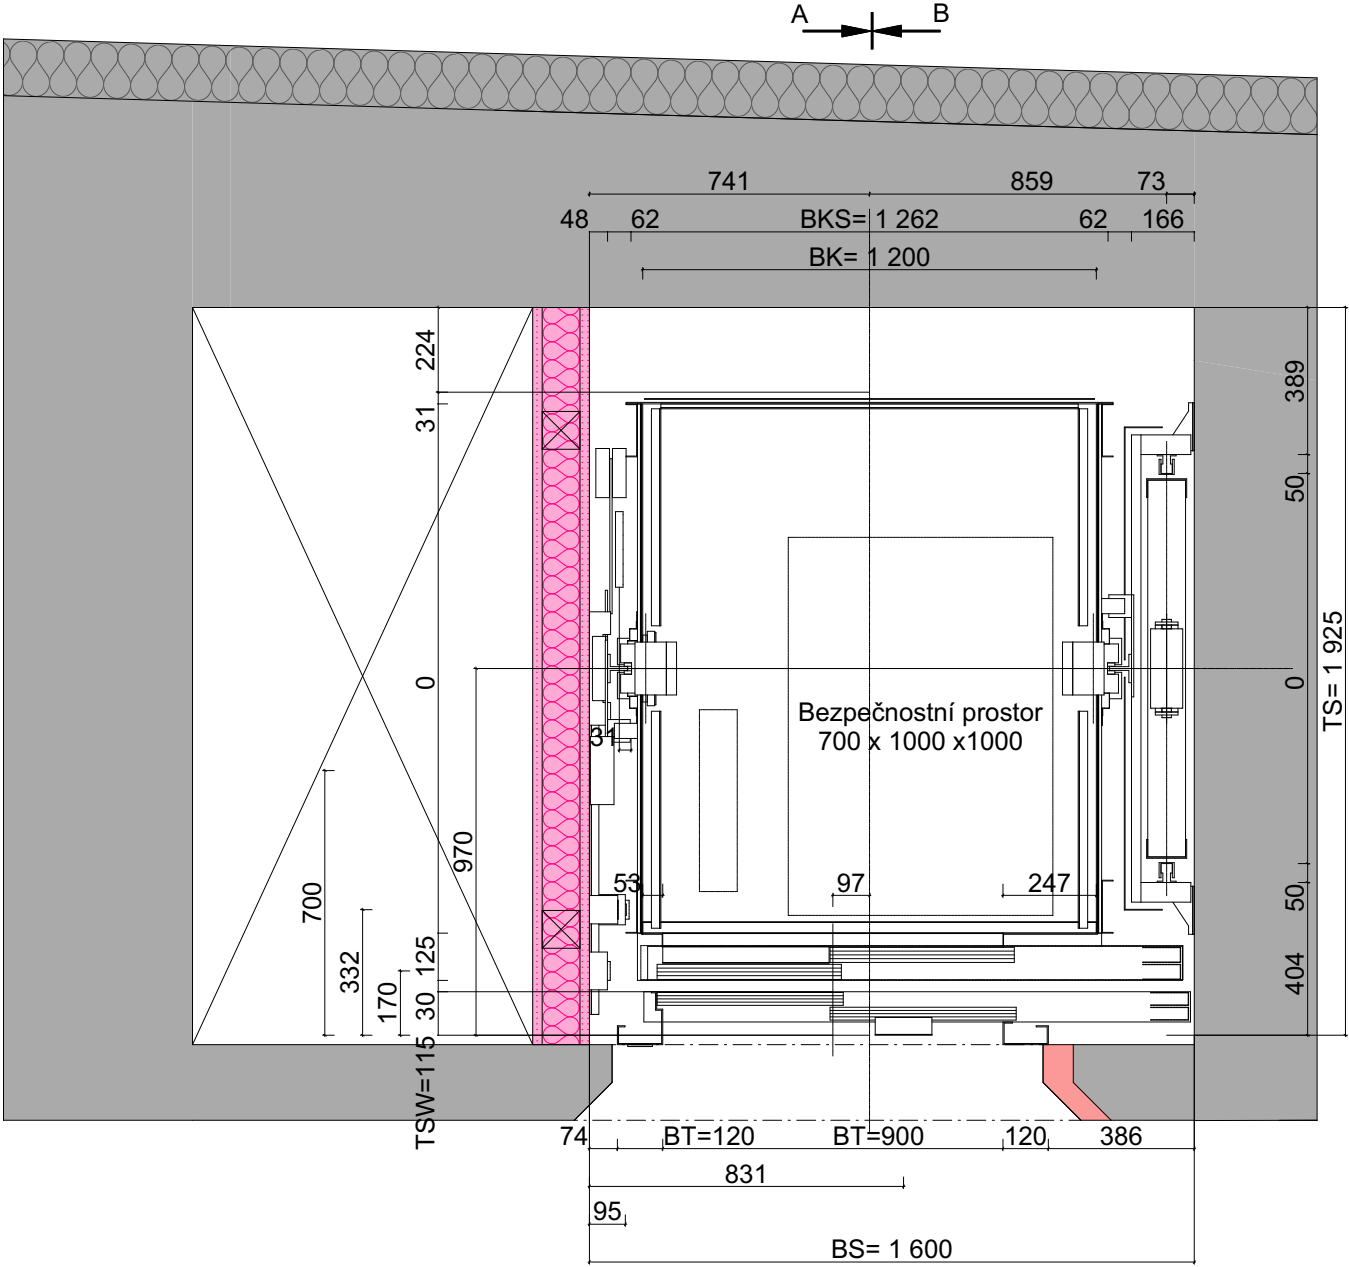 A B
741 859 73
48 62 BKS= 1 262 62 166
BK= 1 200
224
389
31
50
TS= 1 925
0
0
Bezpečnostní prostor
700 x 1000 x1000
31
970
700
53 97 247
50
332
125
170
30
404
TSW=115
74 BT=120 BT=900 120 386
831
95
BS= 1 600